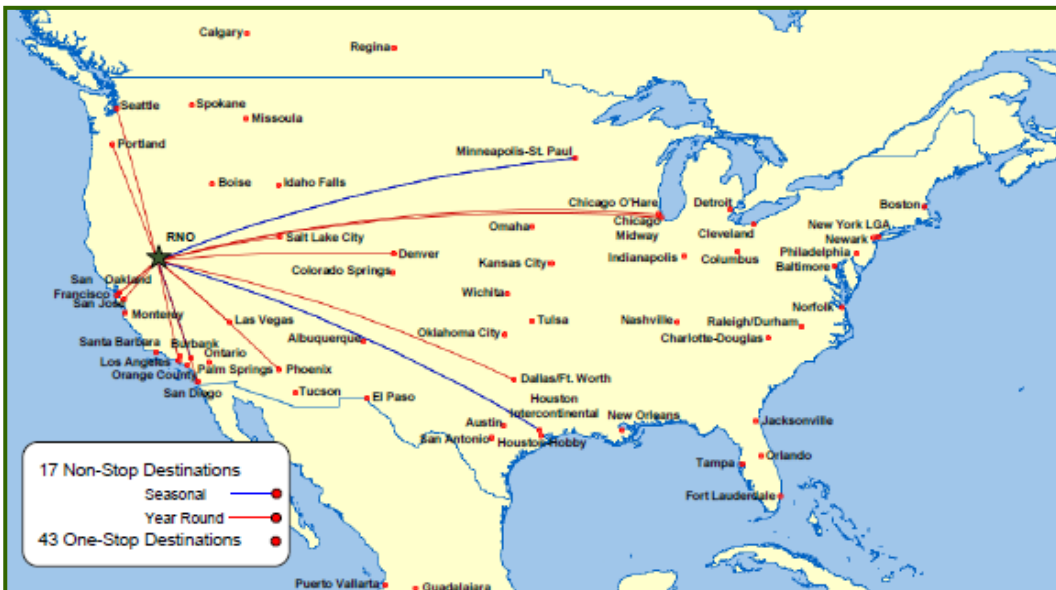 Calgary
Regina
Seattle
Spokane
Missoula
Portland
Minneapolis-St. Paul
Boise
Idaho Falls
Chicago O'Hare
Detroit
Boston
Chicago
Midway
Omaha
New York LGA
RNO
Salt Lake City
Cleveland
Newark
Denver
Indianapolis
Columbus
Philadelphia
Kansas City
Baltimore
Colorado Springs
San Oakland
Francisco
San Jose
Wichita
Norfolk
Monterey
Las Vegas
Tulsa
Nashville
Raleigh/Durham
Oklahoma City
Charlotte-Douglas
Santa Barbara
Burbank
Albuquerque
Ontario
Los Angeles
Palm Springs
Phoenix
Orange County
Dallas/Ft. Worth
San Diego
Tucson
El Paso
Houston
Intercontinental
New Orleans
Austin
Jacksonville
San Antonio
Houston Hobby
Orlando
Tampa
Fort Lauderdale
17 Non-Stop Destinations
Seasonal
Year Round
43 One-Stop Destinations
Puerto Vallarta
Guadalajara